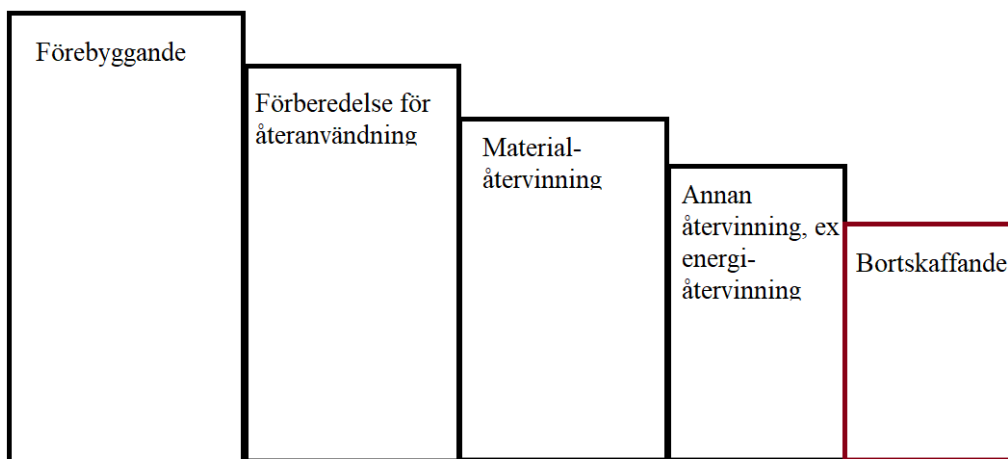 Förebyggande
Förberedelse för
återanvändning
Material-
återvinning
Annan
återvinning, ex
energi-
återvinning
Bortskaffande